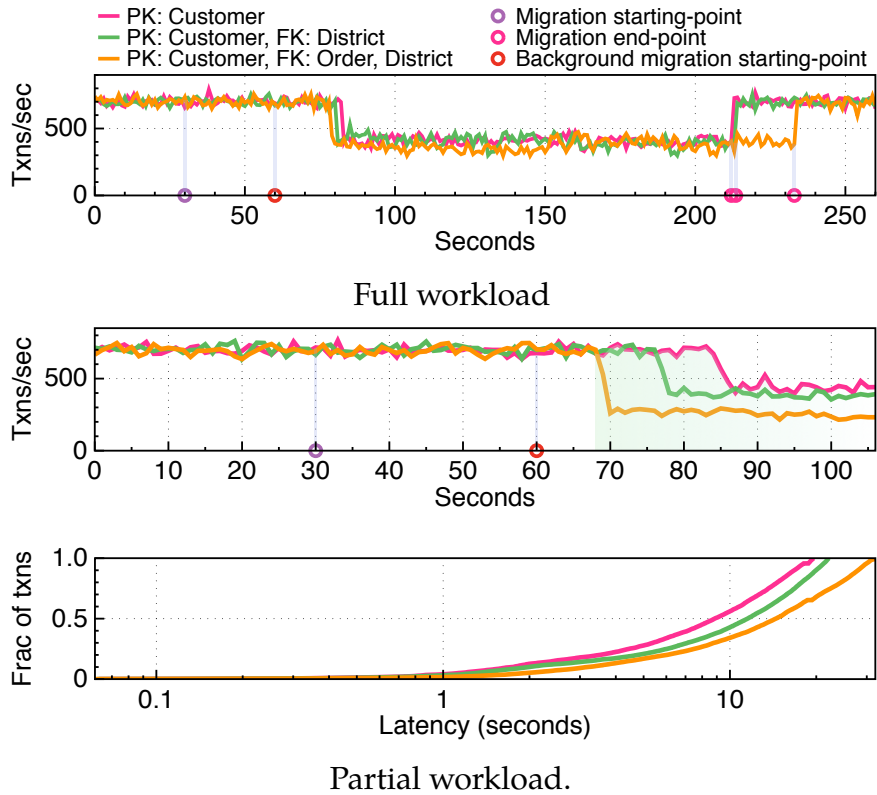 PK: Customer
PK: Customer, FK: District
PK: Customer, FK: Order, District
Migration starting-point
Migration end-point
Background migration starting-point
Txns/sec
500
0
0 50 100 150 200 250
Seconds
Full workload
Txns/sec
500
0
0 10 20 30 40 50 60 70 80 90 100
Seconds
Frac of txns
1.0
0.5
0
0.1 1 10
Latency (seconds)
Partial workload.